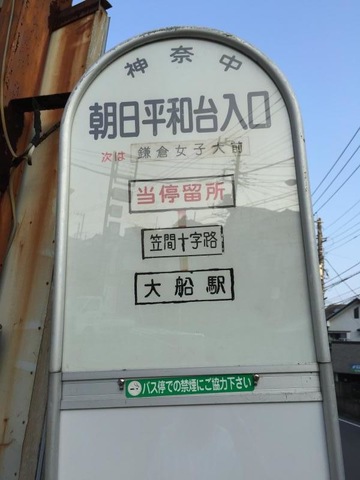 神奈中
朝日平和台入口
次は 鎌倉女子大前
当停留所
笠間十字路
大船駅
バス停での禁煙にご協力下さい